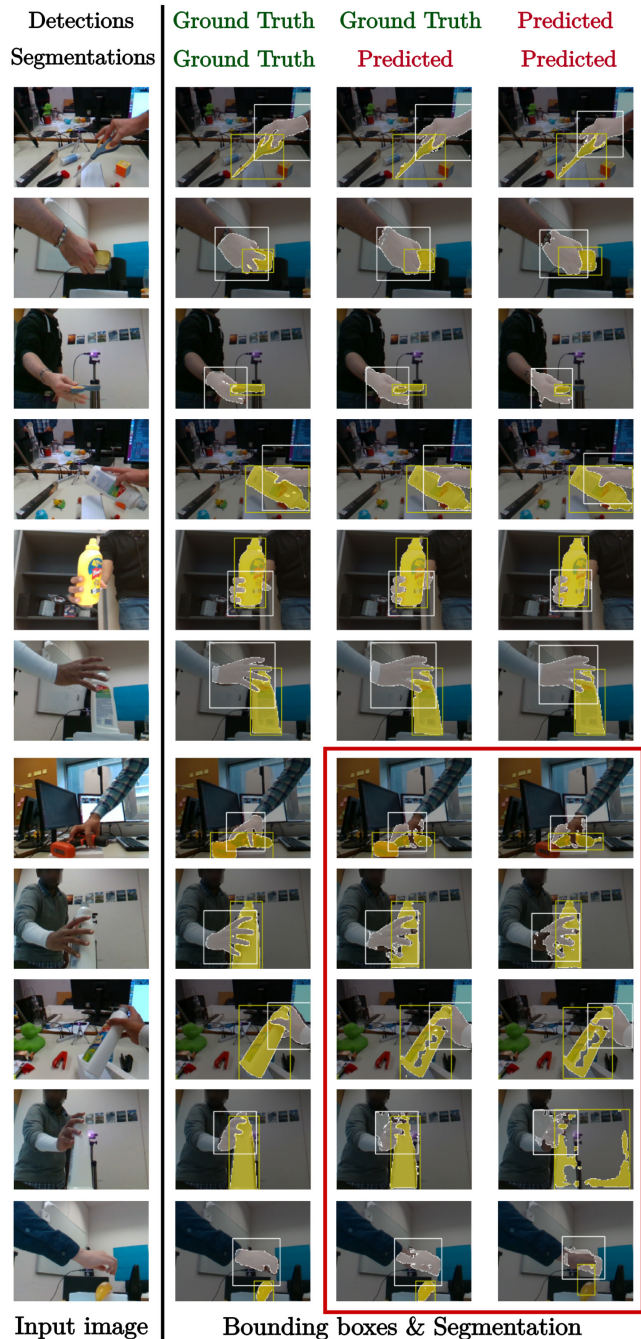 Detections Ground Truth Ground Truth Predicted
Segmentations Ground Truth Predicted Predicted
Input image Bounding boxes & Segmentation